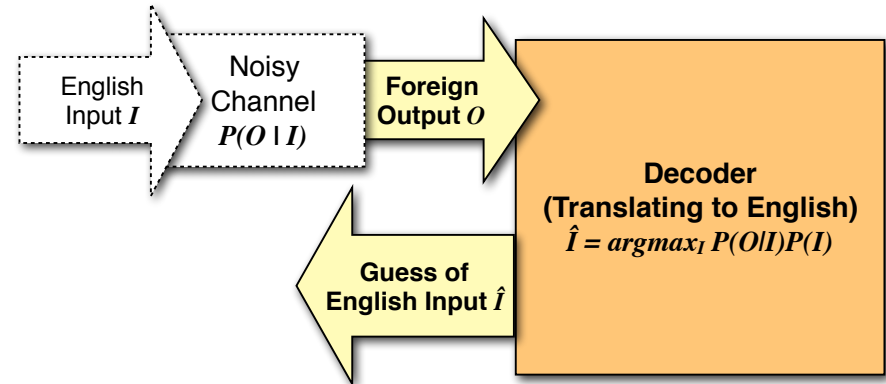 English
Input I
Noisy
Channel
P(O | I)
Foreign
Output O
Decoder
(Translating to English)
Î = argmaxI P(O|I)P(I)
Guess of
English Input Î